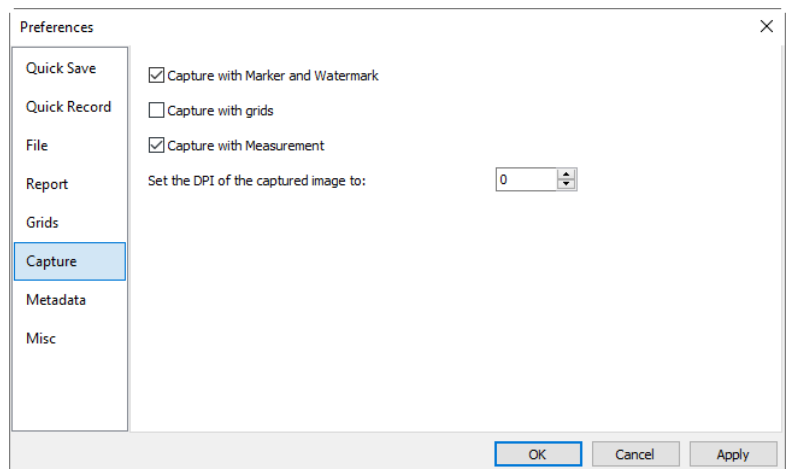 Preferences
Quick Save
Quick Record
File
Report
Grids
Capture
Metadata
Misc
Capture with Marker and Watermark
Capture with grids
Capture with Measurement
Set the DPI of the captured image to: 0
OK Cancel Apply